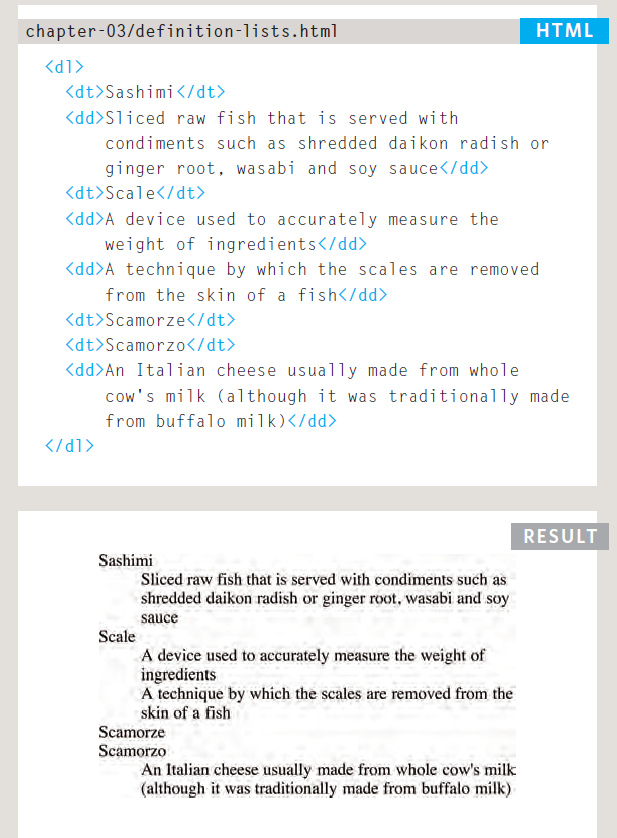 chapter-03/definition-lists.html
HTML
<dl>
<dt>Sashimi</dt>
<dd>Sliced raw fish that is served with
condiments such as shredded daikon radish or
ginger root, wasabi and soy sauce</dd>
<dt>Scale</dt>
<dd>A device used to accurately measure the
weight of ingredients</dd>
<dd>A technique by which the scales are removed
from the skin of a fish</dd>
<dt>Scamorze</dt>
<dt>Scamorzo</dt>
<dd>An Italian cheese usually made from whole
cow's milk (although it was traditionally made
from buffalo milk)</dd>
</dl>
RESULT
Sashimi
Sliced raw fish that is served with condiments such as
shredded daikon radish or ginger root, wasabi and soy
sauce
Scale
A device used to accurately measure the weight of
ingredients
A technique by which the scales are removed from the
skin of a fish
Scamorze
Scamorzo
An Italian cheese usually made from whole cow's milk
(although it was traditionally made from buffalo milk)